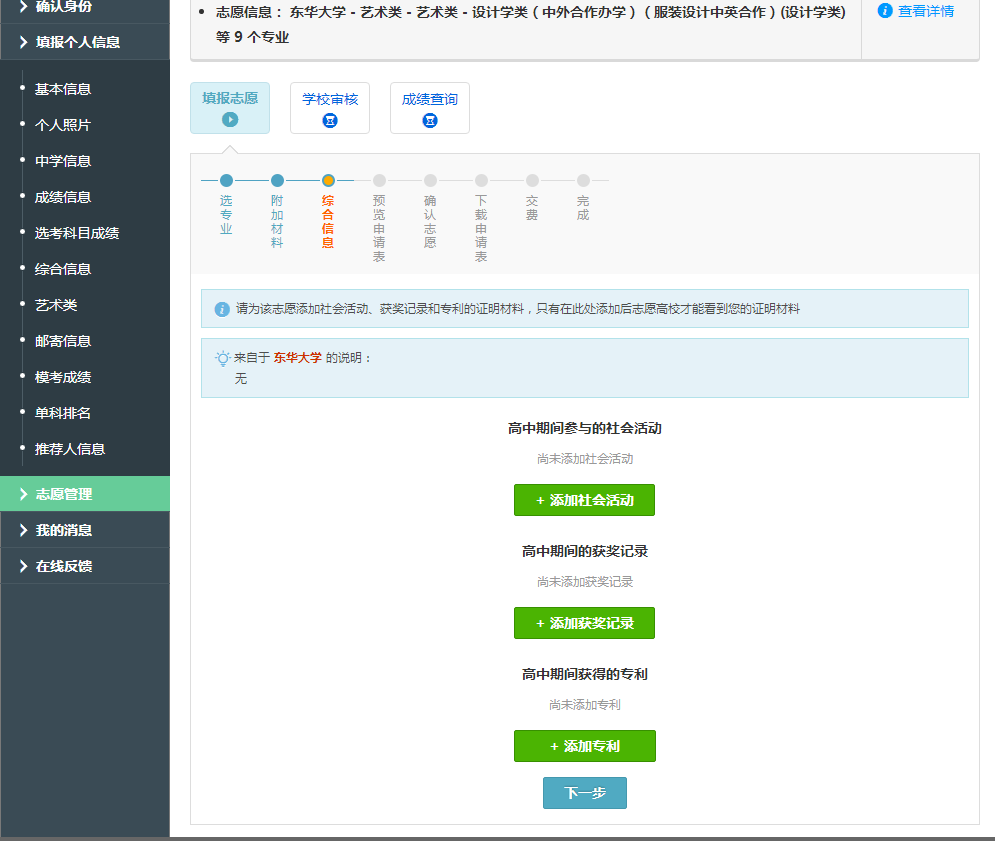 确认身份
填报个人信息
基本信息
个人照片
中学信息
成绩信息
选考科目成绩
综合信息
艺术类
邮寄信息
模考成绩
单科排名
推荐人信息
志愿管理
我的消息
在线反馈
志愿信息： 东华大学 - 艺术类 - 艺术类 - 设计学类（中外合作办学）（服装设计中英合作）(设计学类)
等 9 个专业
查看详情
填报志愿
学校审核
成绩查询
选专业
附加材料
综合信息
预览申请表
确认志愿
下载申请表
交费
完成
请为该志愿添加社会活动、获奖记录和专利的证明材料，只有在此处添加后志愿高校才能看到您的证明材料
来自于 东华大学 的说明：
无
高中期间参与的社会活动
尚未添加社会活动
+ 添加社会活动
高中期间的获奖记录
尚未添加获奖记录
+ 添加获奖记录
高中期间获得的专利
尚未添加专利
+ 添加专利
下一步